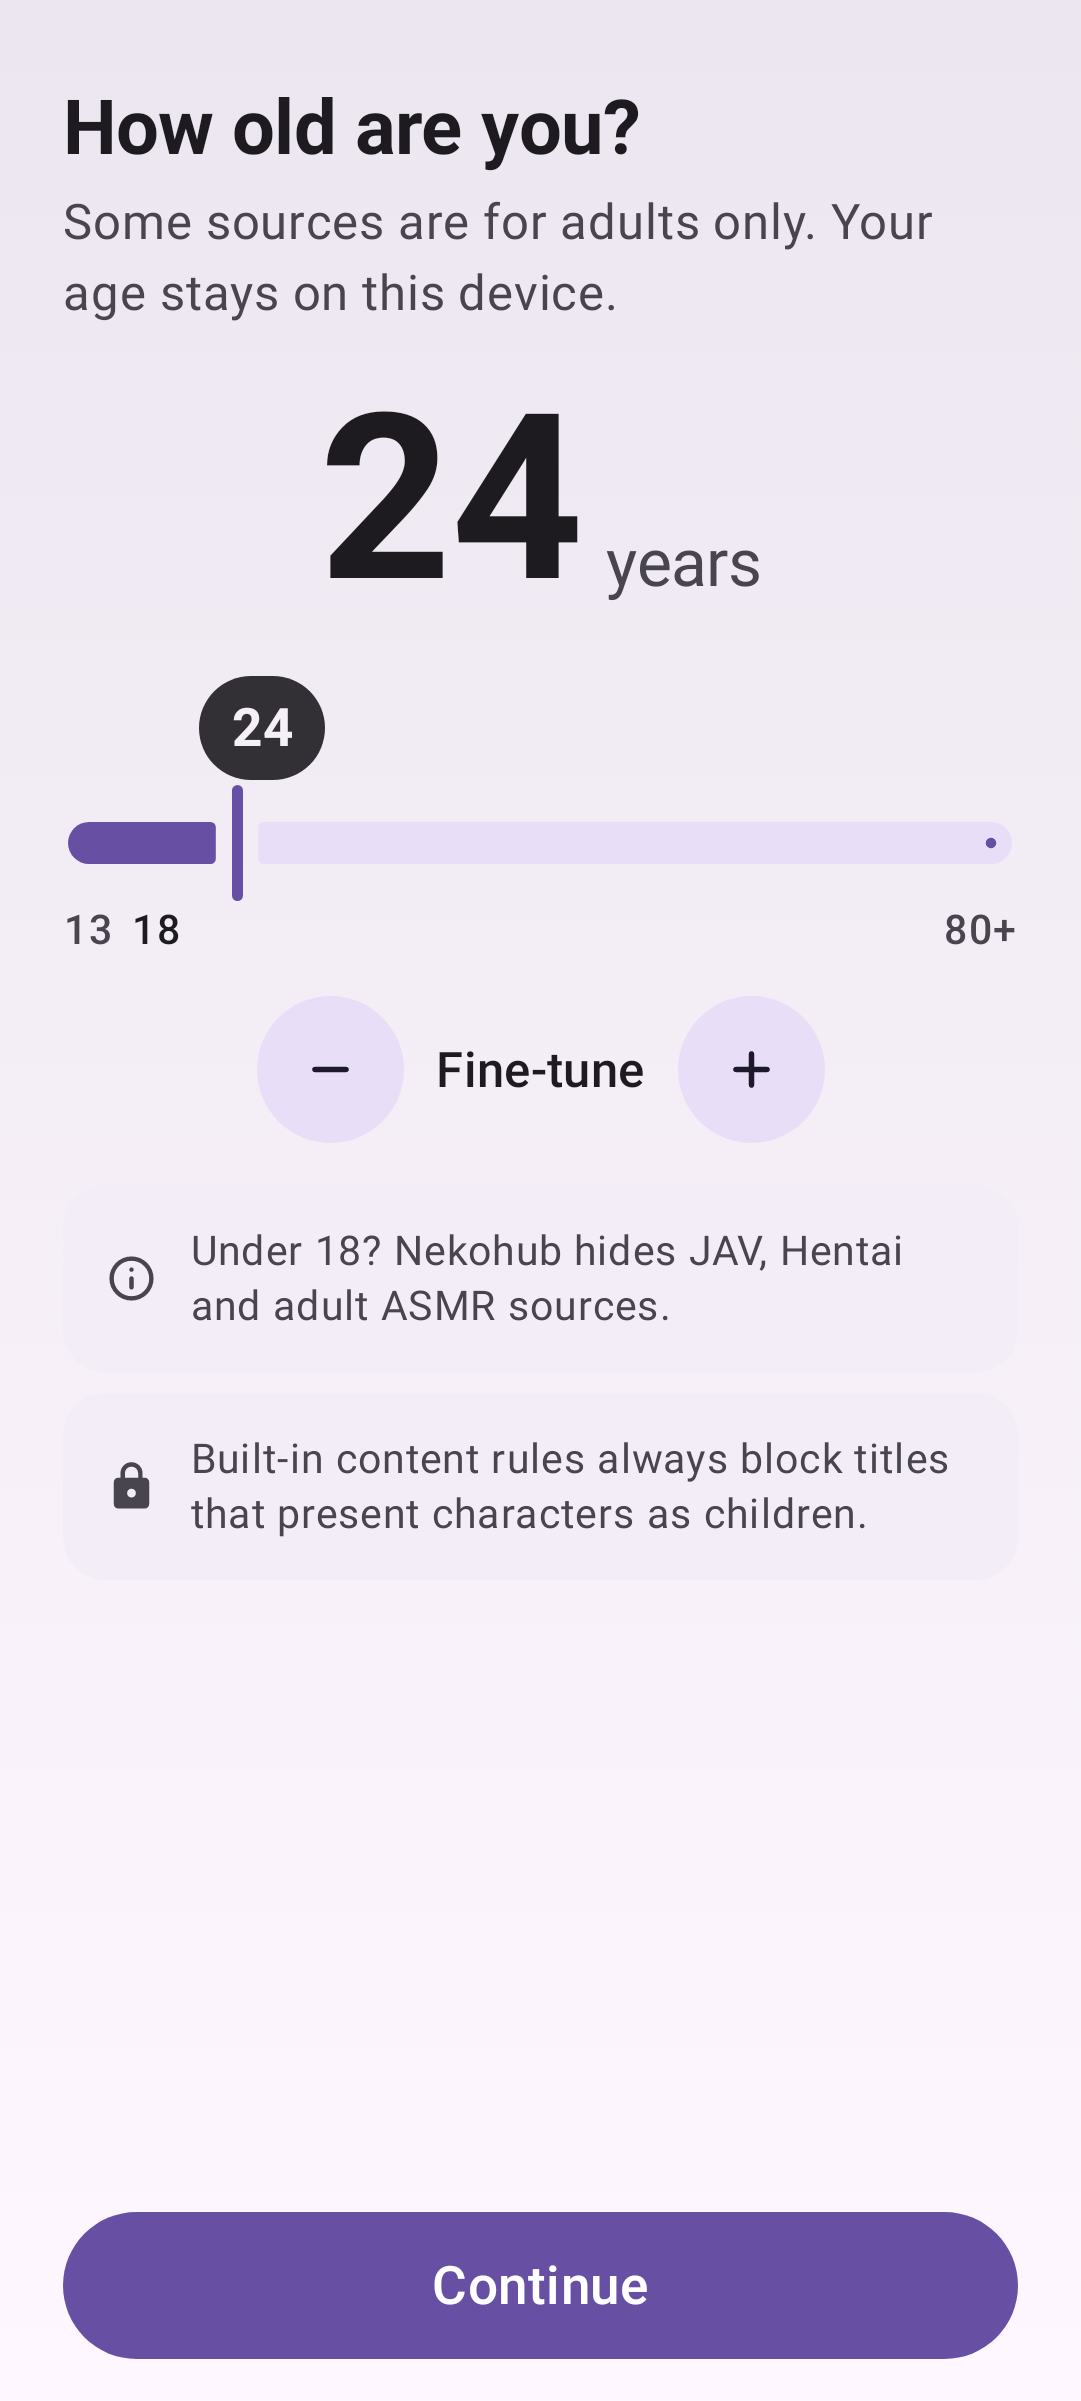 How old are you?
Some sources are for adults only. Your
age stays on this device.
24 years
24
13 18 80+
Fine-tune
Under 18? Nekohub hides JAV, Hentai
and adult ASMR sources.
Built-in content rules always block titles
that present characters as children.
Continue